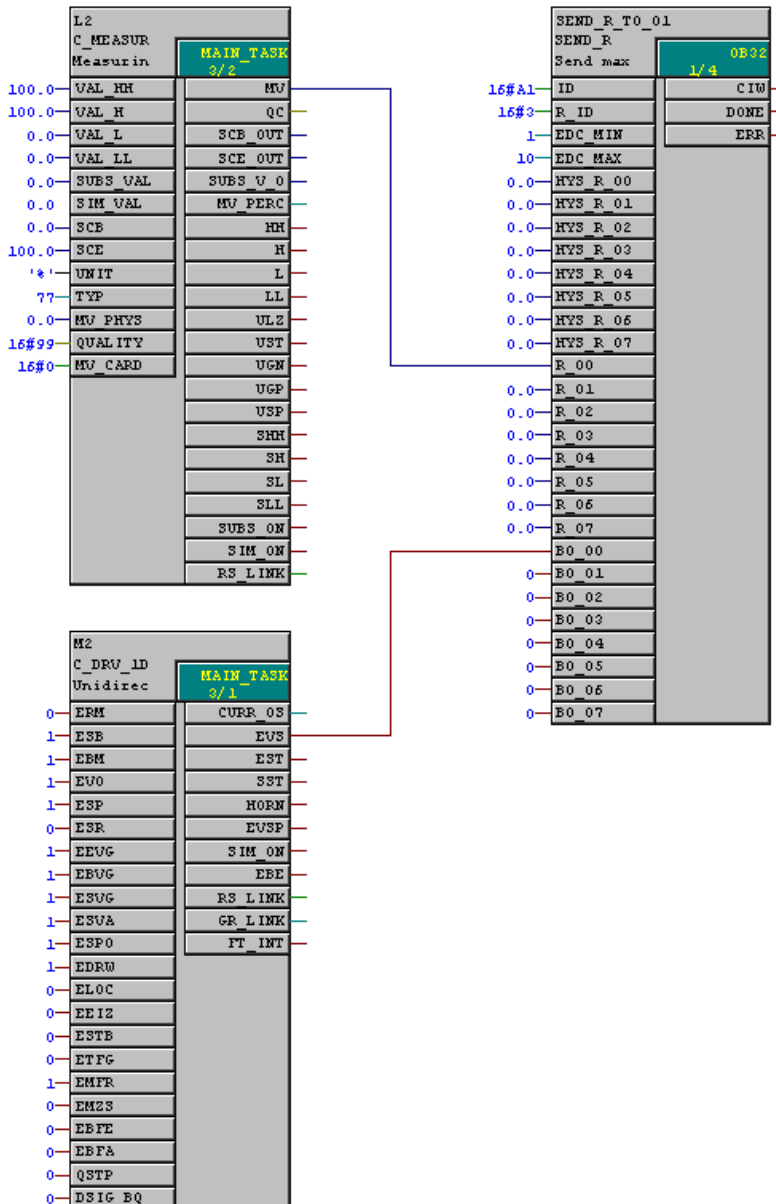 L2
C_MEASUR
Measurin
MAIN_TASK
3/2
100.0 VAL_HH MV
100.0 VAL_H QC
0.0 VAL_L SCB_OUT
0.0 VAL_LL SCE_OUT
0.0 SUBS_VAL SUBS_V_O
0.0 SIM_VAL MV_PERC
0.0 SCB HH
100.0 SCE H
'%' UNIT L
77 TYP LL
0.0 MV_PHYS ULZ
16#99 QUALITY UST
16#0 MV_CARD UGN
UGP
USP
SHH
SH
SL
SLL
SUBS_ON
SIM_ON
RS_LINK
SEND_R_TO_01
SEND_R
Send max
OB32
1/4
16#A1 ID CIW
16#3 R_ID DONE
1 EDC_MIN ERR
10 EDC_MAX
0.0 HYS_R_00
0.0 HYS_R_01
0.0 HYS_R_02
0.0 HYS_R_03
0.0 HYS_R_04
0.0 HYS_R_05
0.0 HYS_R_06
0.0 HYS_R_07
R_00
0.0 R_01
0.0 R_02
0.0 R_03
0.0 R_04
0.0 R_05
0.0 R_06
0.0 R_07
BO_00
0 BO_01
0 BO_02
0 BO_03
0 BO_04
0 BO_05
0 BO_06
0 BO_07
M2
C_DRV_1D
Unidirec
MAIN_TASK
3/1
0 ERM CURR_OS
1 ESB EVS
1 EBM EST
1 EVO SST
1 ESP HORN
0 ESR EVSP
1 EEVG SIM_ON
1 EBVG EBE
1 ESVG RS_LINK
1 ESVA GR_LINK
1 ESPO FT_INT
1 EDRW
0 ELOC
0 EEIZ
0 ESTB
0 ETFG
1 EMFR
0 EMZS
0 EBFE
0 EBFA
0 QSTP
0 DSIG_BQ